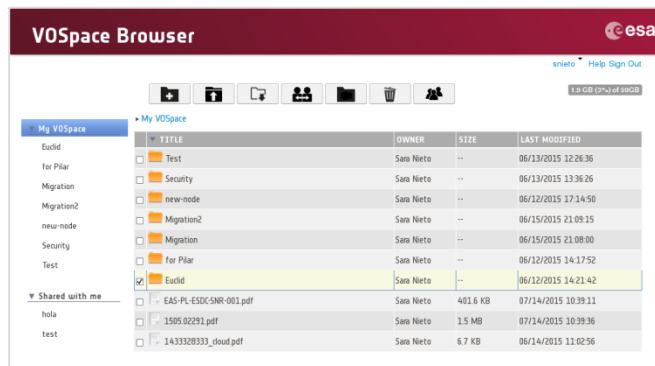 VOSpace Browser
esa
snieto Help Sign Out
1.9 GB (3%) of 50GB
My VOSpace
Euclid
for Pilar
Migration
Migration2
new-node
Security
Test
Shared with me
hola
test
My VOSpace
TITLE OWNER SIZE LAST MODIFIED
Test Sara Nieto -- 06/13/2015 12:26:36
Security Sara Nieto -- 06/13/2015 13:36:26
new-node Sara Nieto -- 06/12/2015 17:14:50
Migration2 Sara Nieto -- 06/15/2015 21:09:15
Migration Sara Nieto -- 06/15/2015 21:08:00
for Pilar Sara Nieto -- 06/12/2015 14:17:52
Euclid Sara Nieto -- 06/12/2015 14:21:42
EAS-PL-ESDC-SNR-001.pdf Sara Nieto 401.6 KB 07/14/2015 10:39:11
1505.02291.pdf Sara Nieto 1.5 MB 07/14/2015 10:39:36
1433328333_cloud.pdf Sara Nieto 6.7 KB 06/14/2015 11:02:56